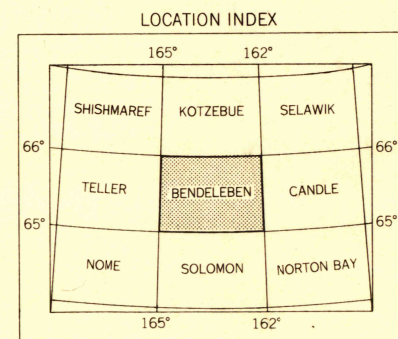 LOCATION INDEX
165° 162°
SHISHMAREF KOTZEBUE SELAWIK
66° 66°
TELLER BENDELEBEN CANDLE
65° 65°
NOME SOLOMON NORTON BAY
165° 162°